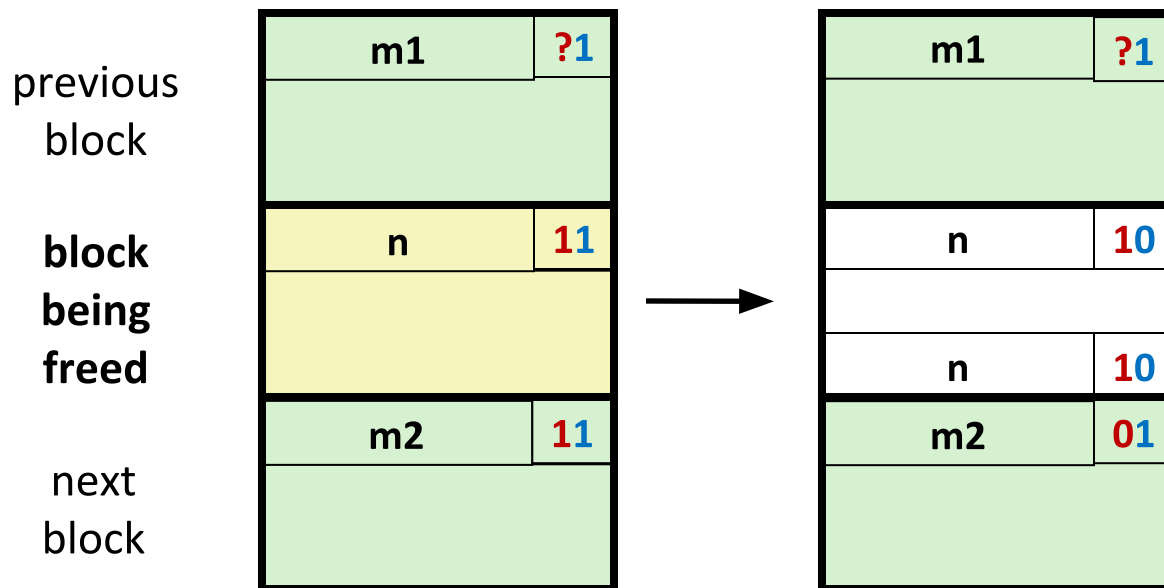 m1 ?1 m1 ?1
previous
block
block
being
freed
n 11 n 10
n 10
m2 11 m2 01
next
block